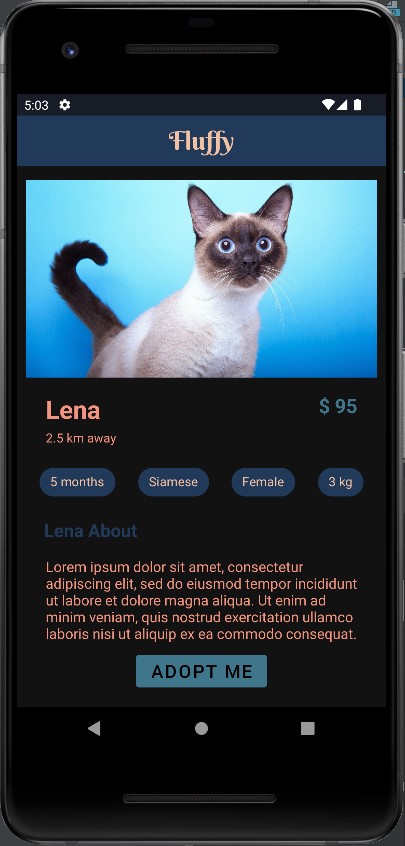 5:03
Fluffy
Lena
$ 95
2.5 km away
5 months
Siamese
Female
3 kg
Lena About
Lorem ipsum dolor sit amet, consectetur
adipiscing elit, sed do eiusmod tempor incididunt
ut labore et dolore magna aliqua. Ut enim ad
minim veniam, quis nostrud exercitation ullamco
laboris nisi ut aliquip ex ea commodo consequat.
ADOPT ME